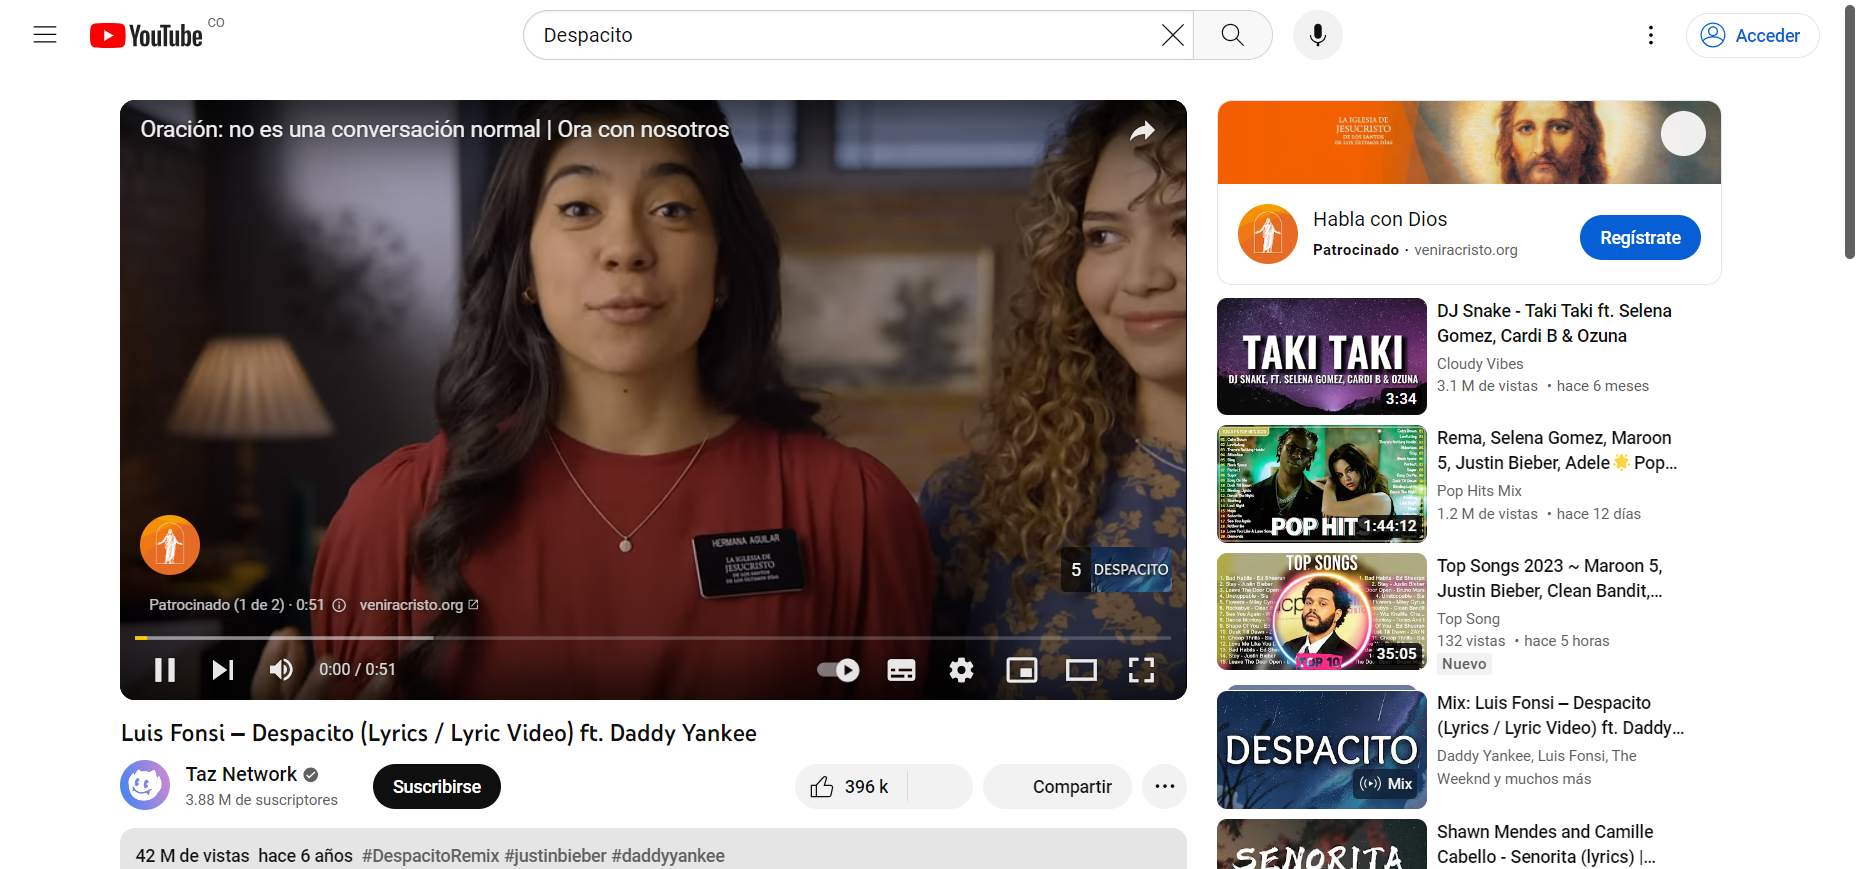 YouTube CO
Despacito
Acceder
Oración: no es una conversación normal | Ora con nosotros
HERMANA AGUILAR
LA IGLESIA DE
JESUCRISTO
DE LOS SANTOS
DE LOS ÚLTIMOS DÍAS
5 DESPACITO
Patrocinado (1 de 2) · 0:51 veniracristo.org
0:00 / 0:51
Luis Fonsi ‒ Despacito (Lyrics / Lyric Video) ft. Daddy Yankee
Taz Network
3.88 M de suscriptores
Suscribirse
396 k
Compartir
42 M de vistas hace 6 años #DespacitoRemix #justinbieber #daddyyankee
LA IGLESIA DE
JESUCRISTO
DE LOS SANTOS
DE LOS ÚLTIMOS DÍAS
Habla con Dios
Patrocinado · veniracristo.org
Regístrate
TAKI TAKI
DJ SNAKE, FT. SELENA GOMEZ, CARDI B & OZUNA
3:34
DJ Snake - Taki Taki ft. Selena
Gomez, Cardi B & Ozuna
Cloudy Vibes
3.1 M de vistas • hace 6 meses
POP HIT
1:44:12
Rema, Selena Gomez, Maroon
5, Justin Bieber, Adele🌟 Pop...
Pop Hits Mix
1.2 M de vistas • hace 12 días
TOP SONGS
TOP 10
35:05
Top Songs 2023 ~ Maroon 5,
Justin Bieber, Clean Bandit,...
Top Song
132 vistas • hace 5 horas
Nuevo
DESPACITO
Mix
Mix: Luis Fonsi ‒ Despacito
(Lyrics / Lyric Video) ft. Daddy...
Daddy Yankee, Luis Fonsi, The
Weeknd y muchos más
SENORITA
Shawn Mendes and Camille
Cabello - Senorita (lyrics) |...